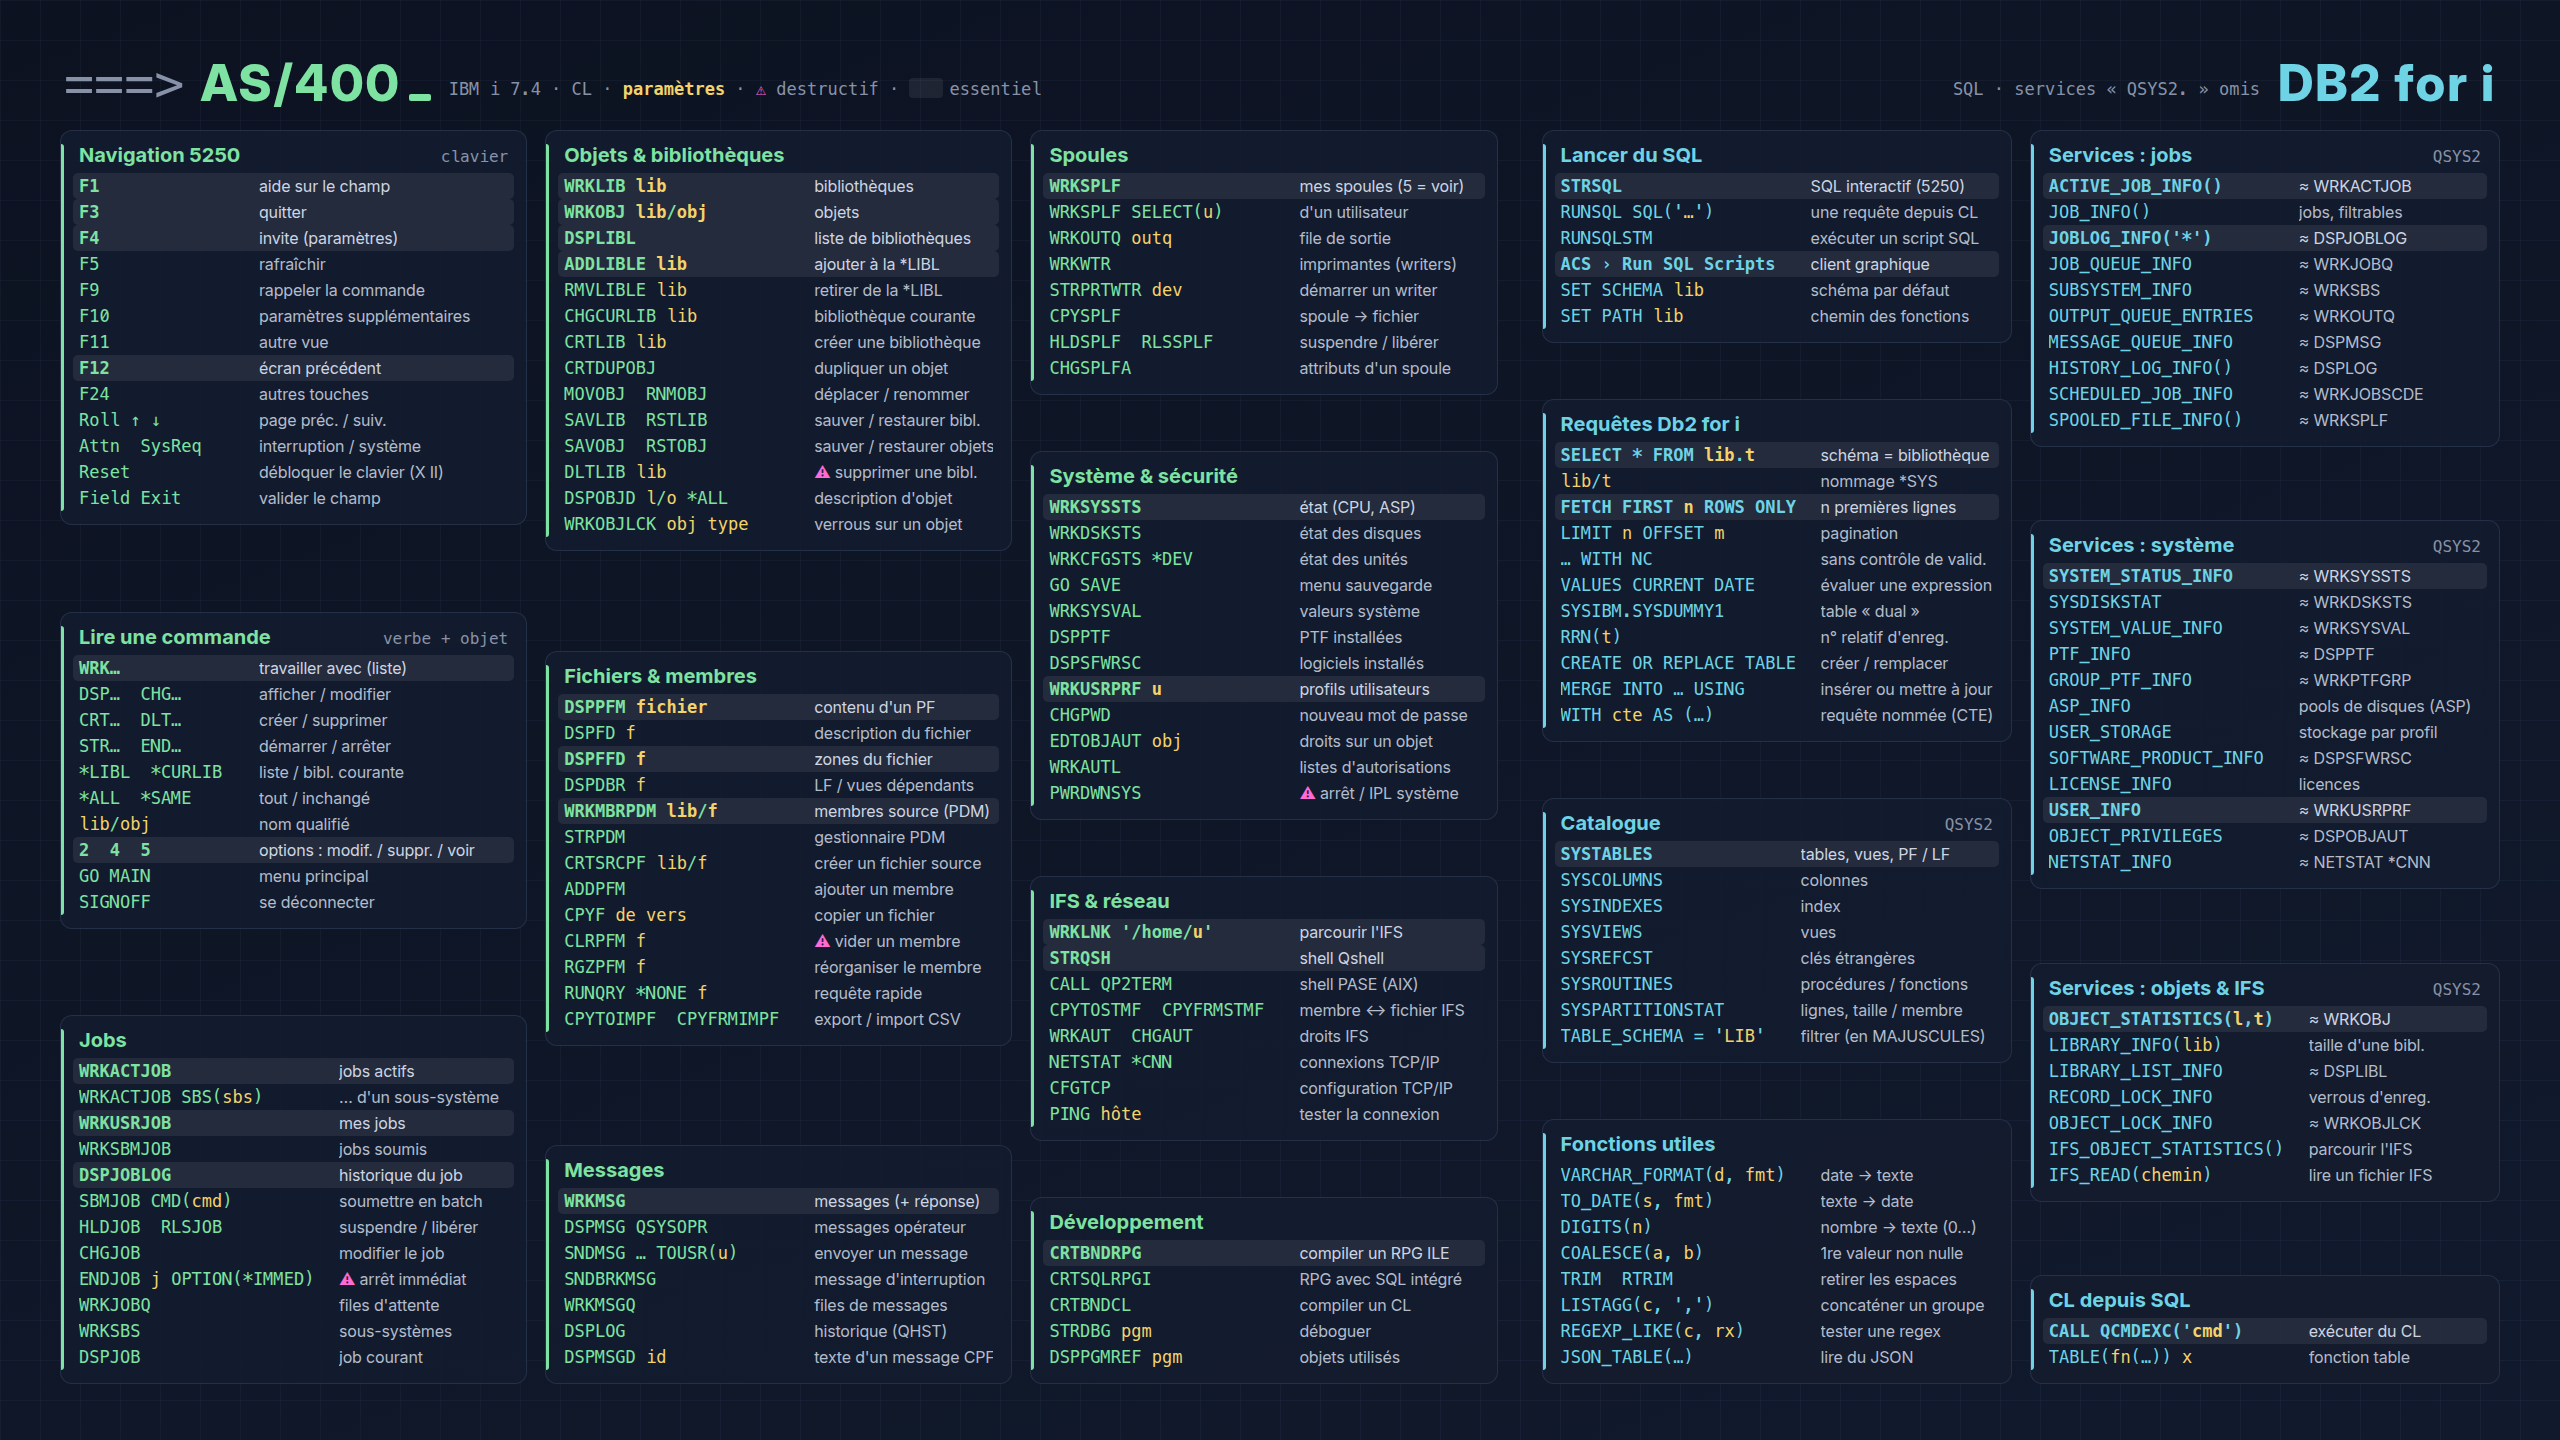 ===> AS/400_ IBM i 7.4 · CL · paramètres · ⚠ destructif · essentiel
SQL · services « QSYS2. » omis DB2 for i
Navigation 5250 clavier
F1 aide sur le champ
F3 quitter
F4 invite (paramètres)
F5 rafraîchir
F9 rappeler la commande
F10 paramètres supplémentaires
F11 autre vue
F12 écran précédent
F24 autres touches
Roll ↑ ↓ page préc. / suiv.
Attn SysReq interruption / système
Reset débloquer le clavier (X II)
Field Exit valider le champ
Lire une commande verbe + objet
WRK… travailler avec (liste)
DSP… CHG… afficher / modifier
CRT… DLT… créer / supprimer
STR… END… démarrer / arrêter
*LIBL *CURLIB liste / bibl. courante
*ALL *SAME tout / inchangé
lib/obj nom qualifié
2 4 5 options : modif. / suppr. / voir
GO MAIN menu principal
SIGNOFF se déconnecter
Jobs
WRKACTJOB jobs actifs
WRKACTJOB SBS(sbs) … d'un sous-système
WRKUSRJOB mes jobs
WRKSBMJOB jobs soumis
DSPJOBLOG historique du job
SBMJOB CMD(cmd) soumettre en batch
HLDJOB RLSJOB suspendre / libérer
CHGJOB modifier le job
ENDJOB j OPTION(*IMMED) ⚠ arrêt immédiat
WRKJOBQ files d'attente
WRKSBS sous-systèmes
DSPJOB job courant
Objets & bibliothèques
WRKLIB lib bibliothèques
WRKOBJ lib/obj objets
DSPLIBL liste de bibliothèques
ADDLIBLE lib ajouter à la *LIBL
RMVLIBLE lib retirer de la *LIBL
CHGCURLIB lib bibliothèque courante
CRTLIB lib créer une bibliothèque
CRTDUPOBJ dupliquer un objet
MOVOBJ RNMOBJ déplacer / renommer
SAVLIB RSTLIB sauver / restaurer bibl.
SAVOBJ RSTOBJ sauver / restaurer objets
DLTLIB lib ⚠ supprimer une bibl.
DSPOBJD l/o *ALL description d'objet
WRKOBJLCK obj type verrous sur un objet
Fichiers & membres
DSPPFM fichier contenu d'un PF
DSPFD f description du fichier
DSPFFD f zones du fichier
DSPDBR f LF / vues dépendants
WRKMBRPDM lib/f membres source (PDM)
STRPDM gestionnaire PDM
CRTSRCPF lib/f créer un fichier source
ADDPFM ajouter un membre
CPYF de vers copier un fichier
CLRPFM f ⚠ vider un membre
RGZPFM f réorganiser le membre
RUNQRY *NONE f requête rapide
CPYTOIMPF CPYFRMIMPF export / import CSV
Messages
WRKMSG messages (+ réponse)
DSPMSG QSYSOPR messages opérateur
SNDMSG … TOUSR(u) envoyer un message
SNDBRKMSG message d'interruption
WRKMSGQ files de messages
DSPLOG historique (QHST)
DSPMSGD id texte d'un message CPF
Spoules
WRKSPLF mes spoules (5 = voir)
WRKSPLF SELECT(u) d'un utilisateur
WRKOUTQ outq file de sortie
WRKWTR imprimantes (writers)
STRPRTWTR dev démarrer un writer
CPYSPLF spoule → fichier
HLDSPLF RLSSPLF suspendre / libérer
CHGSPLFA attributs d'un spoule
Système & sécurité
WRKSYSSTS état (CPU, ASP)
WRKDSKSTS état des disques
WRKCFGSTS *DEV état des unités
GO SAVE menu sauvegarde
WRKSYSVAL valeurs système
DSPPTF PTF installées
DSPSFWRSC logiciels installés
WRKUSRPRF u profils utilisateurs
CHGPWD nouveau mot de passe
EDTOBJAUT obj droits sur un objet
WRKAUTL listes d'autorisations
PWRDWNSYS ⚠ arrêt / IPL système
IFS & réseau
WRKLNK '/home/u' parcourir l'IFS
STRQSH shell Qshell
CALL QP2TERM shell PASE (AIX)
CPYTOSTMF CPYFRMSTMF membre ↔ fichier IFS
WRKAUT CHGAUT droits IFS
NETSTAT *CNN connexions TCP/IP
CFGTCP configuration TCP/IP
PING hôte tester la connexion
Développement
CRTBNDRPG compiler un RPG ILE
CRTSQLRPGI RPG avec SQL intégré
CRTBNDCL compiler un CL
STRDBG pgm déboguer
DSPPGMREF pgm objets utilisés
Lancer du SQL
STRSQL SQL interactif (5250)
RUNSQL SQL('…') une requête depuis CL
RUNSQLSTM exécuter un script SQL
ACS › Run SQL Scripts client graphique
SET SCHEMA lib schéma par défaut
SET PATH lib chemin des fonctions
Requêtes Db2 for i
SELECT * FROM lib.t schéma = bibliothèque
lib/t nommage *SYS
FETCH FIRST n ROWS ONLY n premières lignes
LIMIT n OFFSET m pagination
… WITH NC sans contrôle de valid.
VALUES CURRENT DATE évaluer une expression
SYSIBM.SYSDUMMY1 table « dual »
RRN(t) n° relatif d'enreg.
CREATE OR REPLACE TABLE créer / remplacer
MERGE INTO … USING insérer ou mettre à jour
WITH cte AS (…) requête nommée (CTE)
Catalogue QSYS2
SYSTABLES tables, vues, PF / LF
SYSCOLUMNS colonnes
SYSINDEXES index
SYSVIEWS vues
SYSREFCST clés étrangères
SYSROUTINES procédures / fonctions
SYSPARTITIONSTAT lignes, taille / membre
TABLE_SCHEMA = 'LIB' filtrer (en MAJUSCULES)
Fonctions utiles
VARCHAR_FORMAT(d, fmt) date → texte
TO_DATE(s, fmt) texte → date
DIGITS(n) nombre → texte (0…)
COALESCE(a, b) 1re valeur non nulle
TRIM RTRIM retirer les espaces
LISTAGG(c, ',') concaténer un groupe
REGEXP_LIKE(c, rx) tester une regex
JSON_TABLE(…) lire du JSON
Services : jobs QSYS2
ACTIVE_JOB_INFO() ≈ WRKACTJOB
JOB_INFO() jobs, filtrables
JOBLOG_INFO('*') ≈ DSPJOBLOG
JOB_QUEUE_INFO ≈ WRKJOBQ
SUBSYSTEM_INFO ≈ WRKSBS
OUTPUT_QUEUE_ENTRIES ≈ WRKOUTQ
MESSAGE_QUEUE_INFO ≈ DSPMSG
HISTORY_LOG_INFO() ≈ DSPLOG
SCHEDULED_JOB_INFO ≈ WRKJOBSCDE
SPOOLED_FILE_INFO() ≈ WRKSPLF
Services : système QSYS2
SYSTEM_STATUS_INFO ≈ WRKSYSSTS
SYSDISKSTAT ≈ WRKDSKSTS
SYSTEM_VALUE_INFO ≈ WRKSYSVAL
PTF_INFO ≈ DSPPTF
GROUP_PTF_INFO ≈ WRKPTFGRP
ASP_INFO pools de disques (ASP)
USER_STORAGE stockage par profil
SOFTWARE_PRODUCT_INFO ≈ DSPSFWRSC
LICENSE_INFO licences
USER_INFO ≈ WRKUSRPRF
OBJECT_PRIVILEGES ≈ DSPOBJAUT
NETSTAT_INFO ≈ NETSTAT *CNN
Services : objets & IFS QSYS2
OBJECT_STATISTICS(l,t) ≈ WRKOBJ
LIBRARY_INFO(lib) taille d'une bibl.
LIBRARY_LIST_INFO ≈ DSPLIBL
RECORD_LOCK_INFO verrous d'enreg.
OBJECT_LOCK_INFO ≈ WRKOBJLCK
IFS_OBJECT_STATISTICS() parcourir l'IFS
IFS_READ(chemin) lire un fichier IFS
CL depuis SQL
CALL QCMDEXC('cmd') exécuter du CL
TABLE(fn(…)) x fonction table